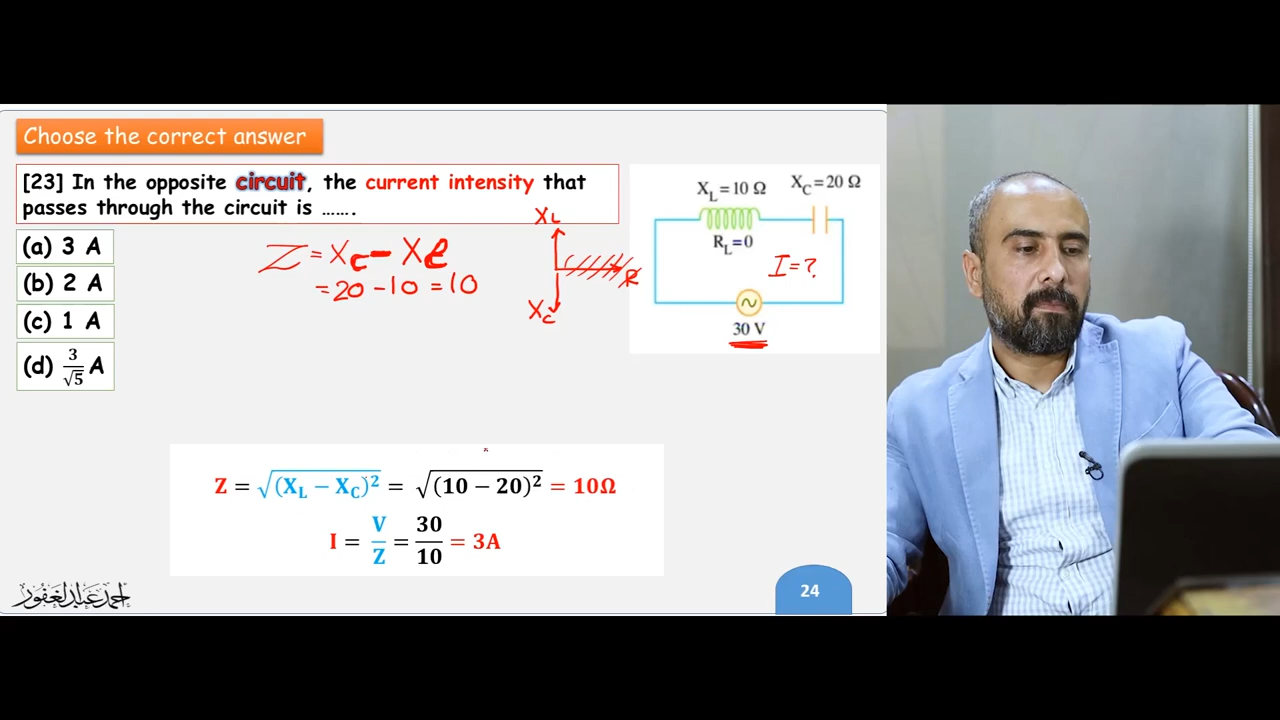 Choose the correct answer
[23] In the opposite circuit, the current intensity that
passes through the circuit is …….
(a) 3 A
(b) 2 A
(c) 1 A
(d) 3/√5 A
Z = XC - XL
= 20 - 10 = 10
XL
R
XC
XL = 10 Ω
XC = 20 Ω
RL = 0
I = ?
30 V
Z = √(XL − XC)² = √(10 − 20)² = 10Ω
I = V/Z = 30/10 = 3A
احمد عبدالغفور
24